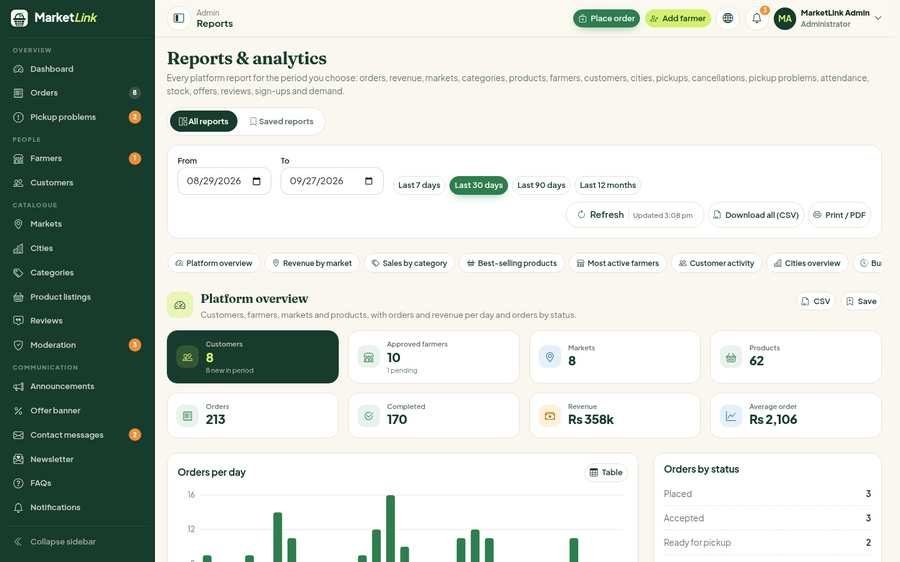 MarketLink
OVERVIEW
Dashboard
Orders 8
Pickup problems 2
PEOPLE
Farmers 1
Customers
CATALOGUE
Markets
Cities
Categories
Product listings
Reviews
Moderation 3
COMMUNICATION
Announcements
Offer banner
Contact messages 2
Newsletter
FAQs
Notifications
Collapse sidebar
Admin
Reports
Place order
Add farmer
3
MA
MarketLink Admin
Administrator
Reports & analytics
Every platform report for the period you choose: orders, revenue, markets, categories, products, farmers, customers, cities, pickups, cancellations, pickup problems, attendance,
stock, offers, reviews, sign-ups and demand.
All reports
Saved reports
From To
08/29/2026 09/27/2026
Last 7 days Last 30 days Last 90 days Last 12 months
Refresh Updated 3:08 pm Download all (CSV) Print / PDF
Platform overview Revenue by market Sales by category Best-selling products Most active farmers Customer activity Cities overview Bu
Platform overview
CSV Save
Customers, farmers, markets and products, with orders and revenue per day and orders by status.
Customers
8
8 new in period
Approved farmers
10
1 pending
Markets
8
Products
62
Orders
213
Completed
170
Revenue
Rs 358k
Average order
Rs 2,106
Orders per day
Table
16
12
Orders by status
Placed 3
Accepted 3
Ready for pickup 2